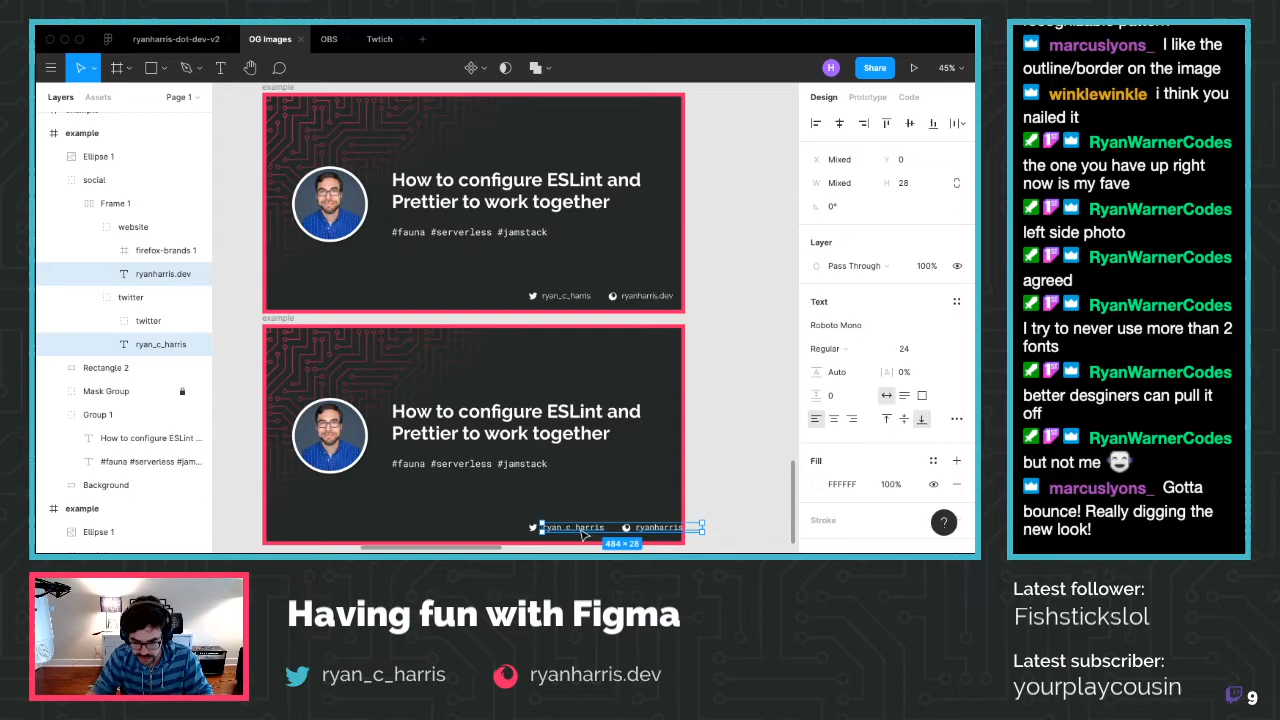 ryanharris-dot-dev-v2
OG Images
OBS
Twtich
H
Share
45%
Layers
Assets
Page 1
example
Ellipse 1
social
Frame 1
website
firefox-brands 1
ryanharris.dev
twitter
twitter
ryan_c_harris
Rectangle 2
Mask Group
Group 1
How to configure ESLint ...
#fauna #serverless #jam...
Background
example
Ellipse 1
example
How to configure ESLint and
Prettier to work together
#fauna #serverless #jamstack
ryan_c_harris
ryanharris.dev
example
How to configure ESLint and
Prettier to work together
#fauna #serverless #jamstack
ryan_c_harris
ryanharris
484 × 28
Design
Prototype
Code
X Mixed
Y 0
W Mixed
H 28
0°
Layer
Pass Through
100%
Text
Roboto Mono
Regular
24
Auto
0%
0
Fill
FFFFFF
100%
Stroke
?
marcuslyons_ I like the
outline/border on the image
winklewinkle i think you
nailed it
RyanWarnerCodes
the one you have up right
now is my fave
RyanWarnerCodes
left side photo
RyanWarnerCodes
agreed
RyanWarnerCodes
I try to never use more than 2
fonts
RyanWarnerCodes
better desginers can pull it
off
RyanWarnerCodes
but not me
marcuslyons_ Gotta
bounce! Really digging the
new look!
Having fun with Figma
ryan_c_harris
ryanharris.dev
Latest follower:
Fishstickslol
Latest subscriber:
yourplaycousin
9